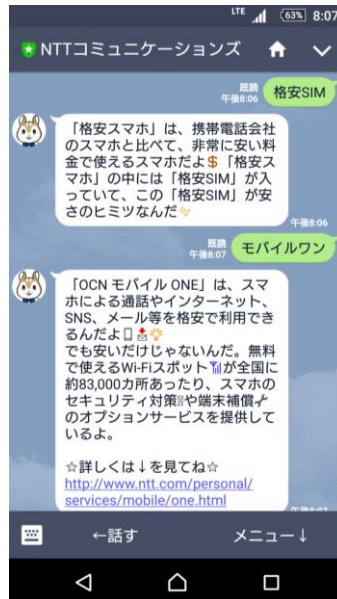 LTE 63% 8:07
NTTコミュニケーションズ
既読
午後8:06
格安SIM
「格安スマホ」は、携帯電話会社
のスマホと比べて、非常に安い料
金で使えるスマホだよ💲「格安ス
マホ」の中には「格安SIM」が入
っていて、この「格安SIM」が安
さのヒミツなんだ✨
午後8:06
既読
午後8:07
モバイルワン
「OCN モバイル ONE」は、スマ
ホによる通話やインターネット、
SNS、メール等を格安で利用でき
るんだよ
でも安いだけじゃないんだ。無料
で使えるWi-Fiスポット📶が全国に
約83,000カ所あったり、スマホの
セキュリティ対策や端末補償🔧
のオプションサービスを提供して
いるよ。
☆詳しくは↓を見てね☆
http://www.ntt.com/personal/
services/mobile/one.html
午後8:07
←話す
メニュー↓